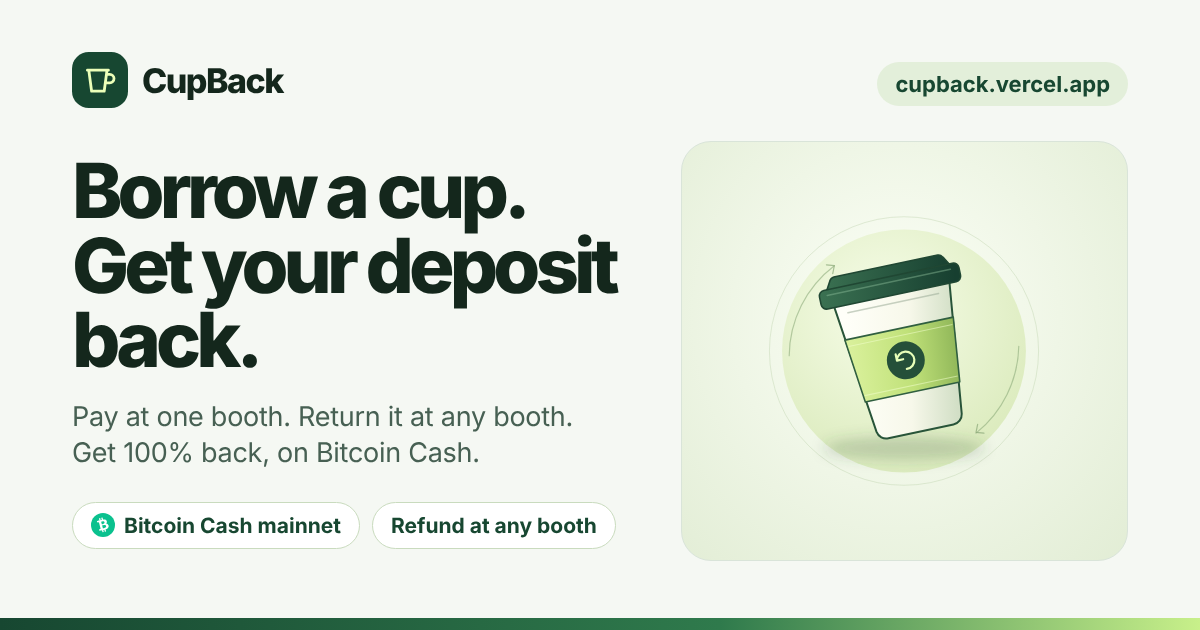 CupBack
cupback.vercel.app
Borrow a cup.
Get your deposit
back.
Pay at one booth. Return it at any booth.
Get 100% back, on Bitcoin Cash.
Bitcoin Cash mainnet
Refund at any booth